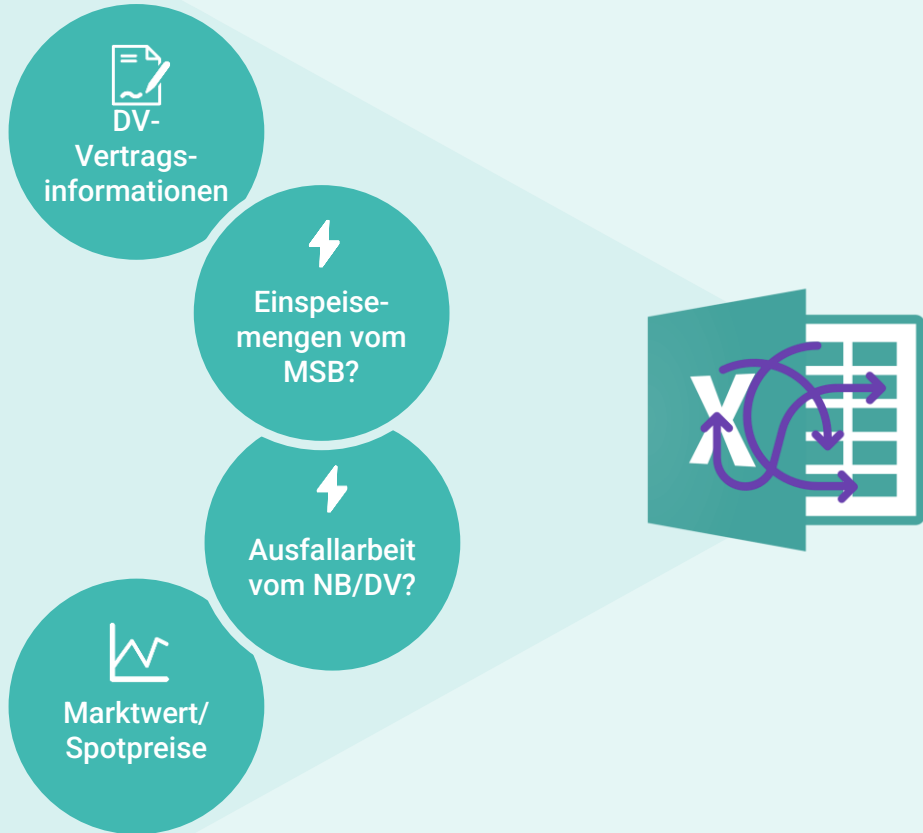 DV-
Vertrags-
informationen
Einspeise-
mengen vom
MSB?
Ausfallarbeit
vom NB/DV?
Marktwert/
Spotpreise
X